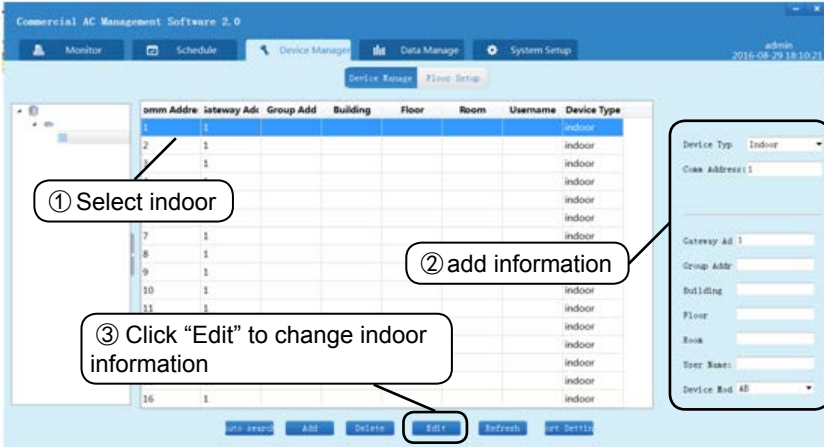 Commercial AC Management Software 2.0
Monitor Schedule Device Manager Data Manage System Setup
admin
2016-08-29 18:10:21
Device Manage Floor Setup
omm Addre Gateway Add Group Add Building Floor Room Username Device Type
1 1 indoor
2 1 indoor
3 1 indoor
indoor
indoor
indoor
7 1 indoor
8 1 indoor
9 1
10 1 indoor
11 1 indoor
indoor
indoor
indoor
indoor
16 1 indoor
① Select indoor
② add information
③ Click “Edit” to change indoor
information
Device Typ Indoor
Comm Address: 1
Gateway Ad 1
Group Addr
Building
Floor
Room
User Name:
Device Mod AB
uto searc Add Delete Edit Refresh ort Settin